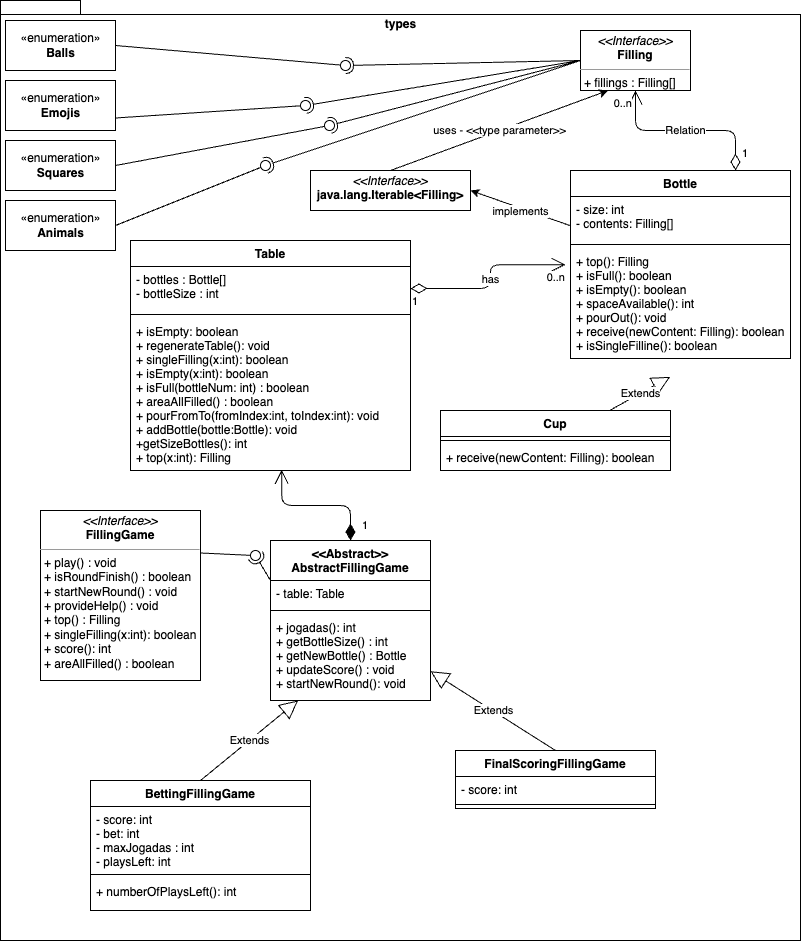 types
«enumeration»
Balls
«enumeration»
Emojis
«enumeration»
Squares
«enumeration»
Animals
<<Interface>>
Filling
+ fillings : Filling[]
0..n
Relation
1
uses - <<type parameter>>
<<Interface>>
java.lang.Iterable<Filling>
implements
Bottle
- size: int
- contents: Filling[]
+ top(): Filling
+ isFull(): boolean
+ isEmpty(): boolean
+ spaceAvailable(): int
+ pourOut(): void
+ receive(newContent: Filling): boolean
+ isSingleFilline(): boolean
Table
- bottles : Bottle[]
- bottleSize : int
+ isEmpty: boolean
+ regenerateTable(): void
+ singleFilling(x:int): boolean
+ isEmpty(x:int): boolean
+ isFull(bottleNum: int) : boolean
+ areaAllFilled() : boolean
+ pourFromTo(fromIndex:int, toIndex:int): void
+ addBottle(bottle:Bottle): void
+getSizeBottles(): int
+ top(x:int): Filling
1
has
0..n
Extends
Cup
+ receive(newContent: Filling): boolean
<<Interface>>
FillingGame
+ play() : void
+ isRoundFinish() : boolean
+ startNewRound() : void
+ provideHelp() : void
+ top() : Filling
+ singleFilling(x:int): boolean
+ score(): int
+ areAllFilled() : boolean
1
<<Abstract>>
AbstractFillingGame
- table: Table
+ jogadas(): int
+ getBottleSize() : int
+ getNewBottle() : Bottle
+ updateScore() : void
+ startNewRound(): void
Extends
Extends
BettingFillingGame
- score: int
- bet: int
- maxJogadas : int
- playsLeft: int
+ numberOfPlaysLeft(): int
FinalScoringFillingGame
- score: int